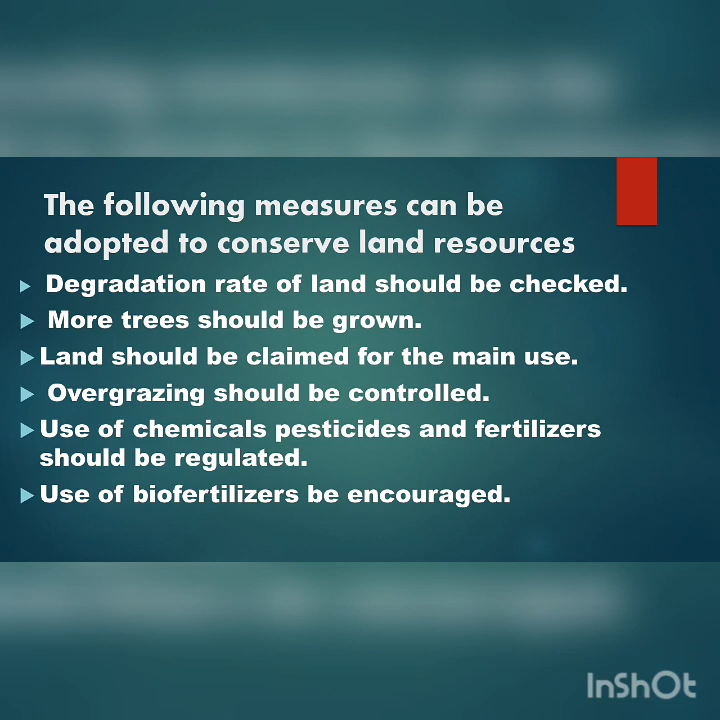 The following measures can be
adopted to conserve land resources
Degradation rate of land should be checked.
More trees should be grown.
Land should be claimed for the main use.
Overgrazing should be controlled.
Use of chemicals pesticides and fertilizers
should be regulated.
Use of biofertilizers be encouraged.
InShOt